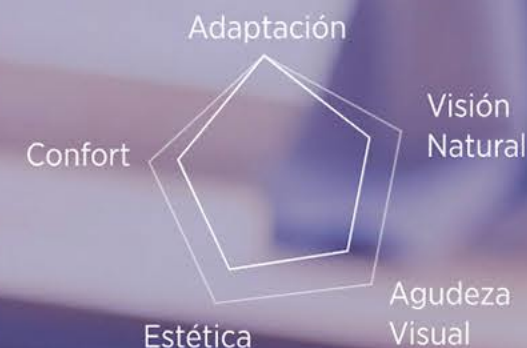 Adaptación
Visión
Natural
Confort
Agudeza
Visual
Estética